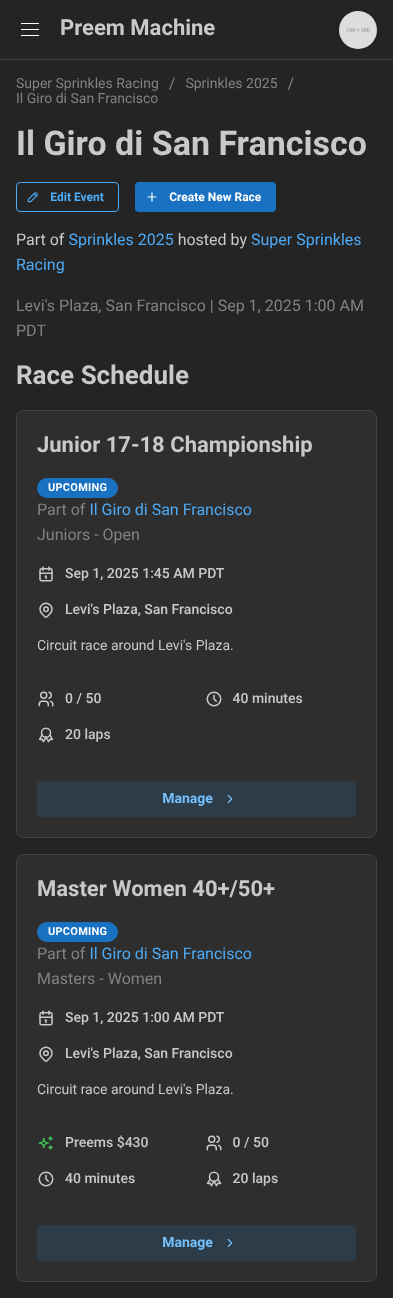 Preem Machine
100 × 100
Super Sprinkles Racing / Sprinkles 2025 /
Il Giro di San Francisco
Il Giro di San Francisco
Edit Event
Create New Race
Part of Sprinkles 2025 hosted by Super Sprinkles
Racing
Levi's Plaza, San Francisco | Sep 1, 2025 1:00 AM
PDT
Race Schedule
Junior 17-18 Championship
UPCOMING
Part of Il Giro di San Francisco
Juniors - Open
Sep 1, 2025 1:45 AM PDT
Levi's Plaza, San Francisco
Circuit race around Levi's Plaza.
0 / 50
40 minutes
20 laps
Manage
Master Women 40+/50+
UPCOMING
Part of Il Giro di San Francisco
Masters - Women
Sep 1, 2025 1:00 AM PDT
Levi's Plaza, San Francisco
Circuit race around Levi's Plaza.
Preems $430
0 / 50
40 minutes
20 laps
Manage